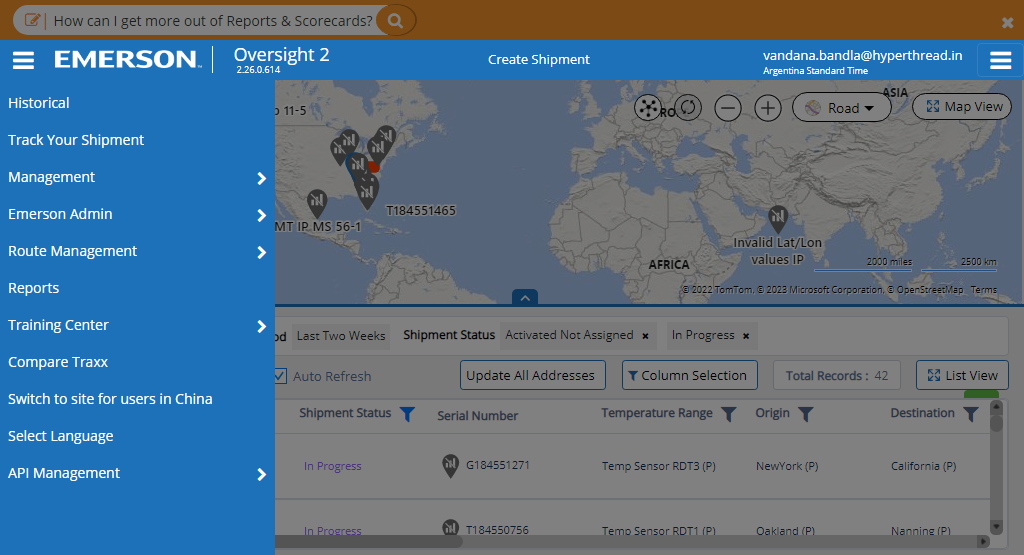 How can I get more out of Reports & Scorecards?
EMERSON
Oversight 2
2.26.0.614
Create Shipment
vandana.bandla@hyperthread.in
Argentina Standard Time
Historical
Track Your Shipment
Management
Emerson Admin
Route Management
Reports
Training Center
Compare Traxx
Switch to site for users in China
Select Language
API Management
p 11-5
ASIA
Road
Map View
T184551465
MT IP MS 56-1
Invalid Lat/Lon
values IP
AFRICA
2000 miles
2500 km
© 2022 TomTom, © 2023 Microsoft Corporation, © OpenStreetMap Terms
od
Last Two Weeks
Shipment Status
Activated Not Assigned ×
In Progress ×
Auto Refresh
Update All Addresses
Column Selection
Total Records : 42
List View
Shipment Status
Serial Number
Temperature Range
Origin
Destination
In Progress
G184551271
Temp Sensor RDT3 (P)
NewYork (P)
California (P)
In Progress
T184550756
Temp Sensor RDT1 (P)
Oakland (P)
Nanning (P)